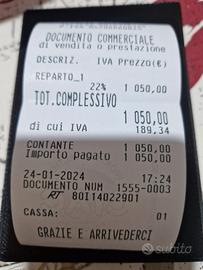 DOCUMENTO COMMERCIALE
di vendita o prestazione
DESCRIZ. IVA Prezzo(€)
REPARTO_1
22% 1 050,00
TOT.COMPLESSIVO
1 050,00
di cui IVA 189,34
CONTANTE 1 050,00
Importo pagato 1 050,00
24-01-2024 17:24
DOCUMENTO NUM 1555-0003
RT 80I14022901
CASSA: 01
GRAZIE E ARRIVEDERCI
subito